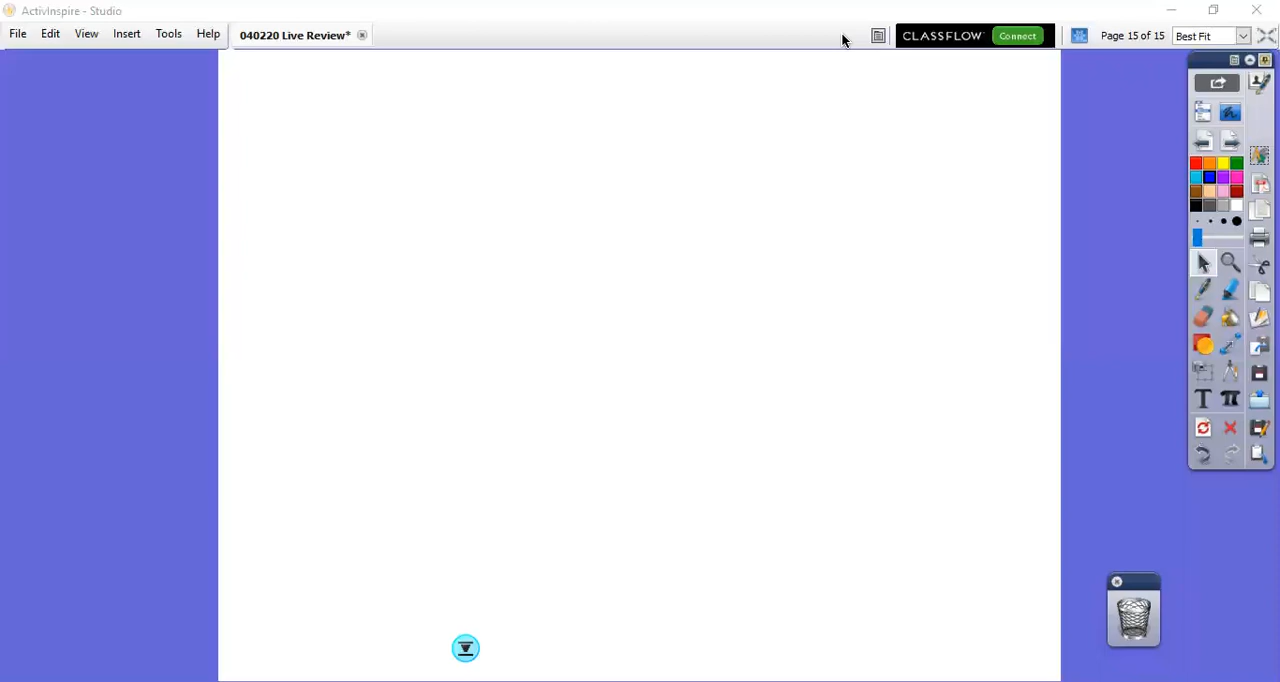 ActivInspire - Studio
File Edit View Insert Tools Help 040220 Live Review* CLASSFLOW Connect Page 15 of 15 Best Fit
T π